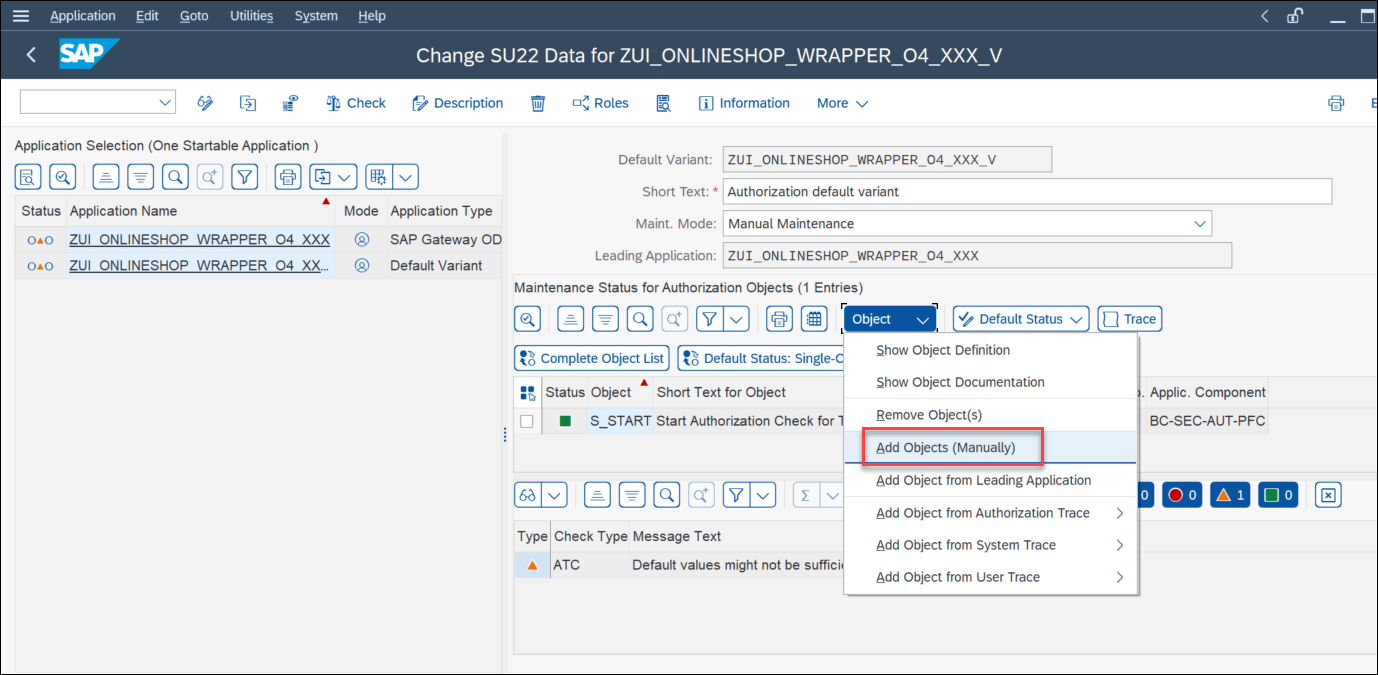 Application Edit Goto Utilities System Help
SAP Change SU22 Data for ZUI_ONLINESHOP_WRAPPER_O4_XXX_V
Check Description Roles Information More
Application Selection (One Startable Application )
Status Application Name Mode Application Type
ZUI_ONLINESHOP_WRAPPER_O4_XXX SAP Gateway OD
ZUI_ONLINESHOP_WRAPPER_O4_XX... Default Variant
Default Variant: ZUI_ONLINESHOP_WRAPPER_O4_XXX_V
Short Text: * Authorization default variant
Maint. Mode: Manual Maintenance
Leading Application: ZUI_ONLINESHOP_WRAPPER_O4_XXX
Maintenance Status for Authorization Objects (1 Entries)
Object Default Status Trace
Complete Object List Default Status: Single-C
Status Object Short Text for Object Applic. Component
S_START Start Authorization Check for T BC-SEC-AUT-PFC
Show Object Definition
Show Object Documentation
Remove Object(s)
Add Objects (Manually)
Add Object from Leading Application
Add Object from Authorization Trace
Add Object from System Trace
Add Object from User Trace
0 0 1 0
Type Check Type Message Text
ATC Default values might not be suffici